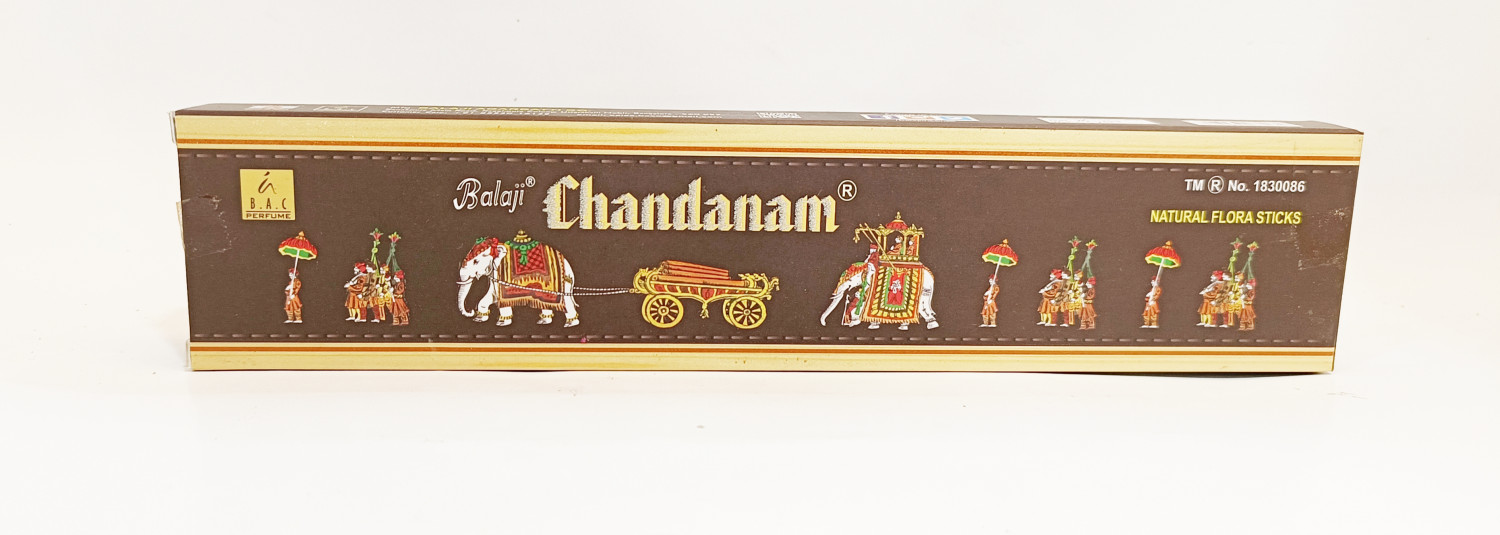 B.A.C
PERFUME
Balaji® Chandanam®
TM ® No. 1830086
NATURAL FLORA STICKS